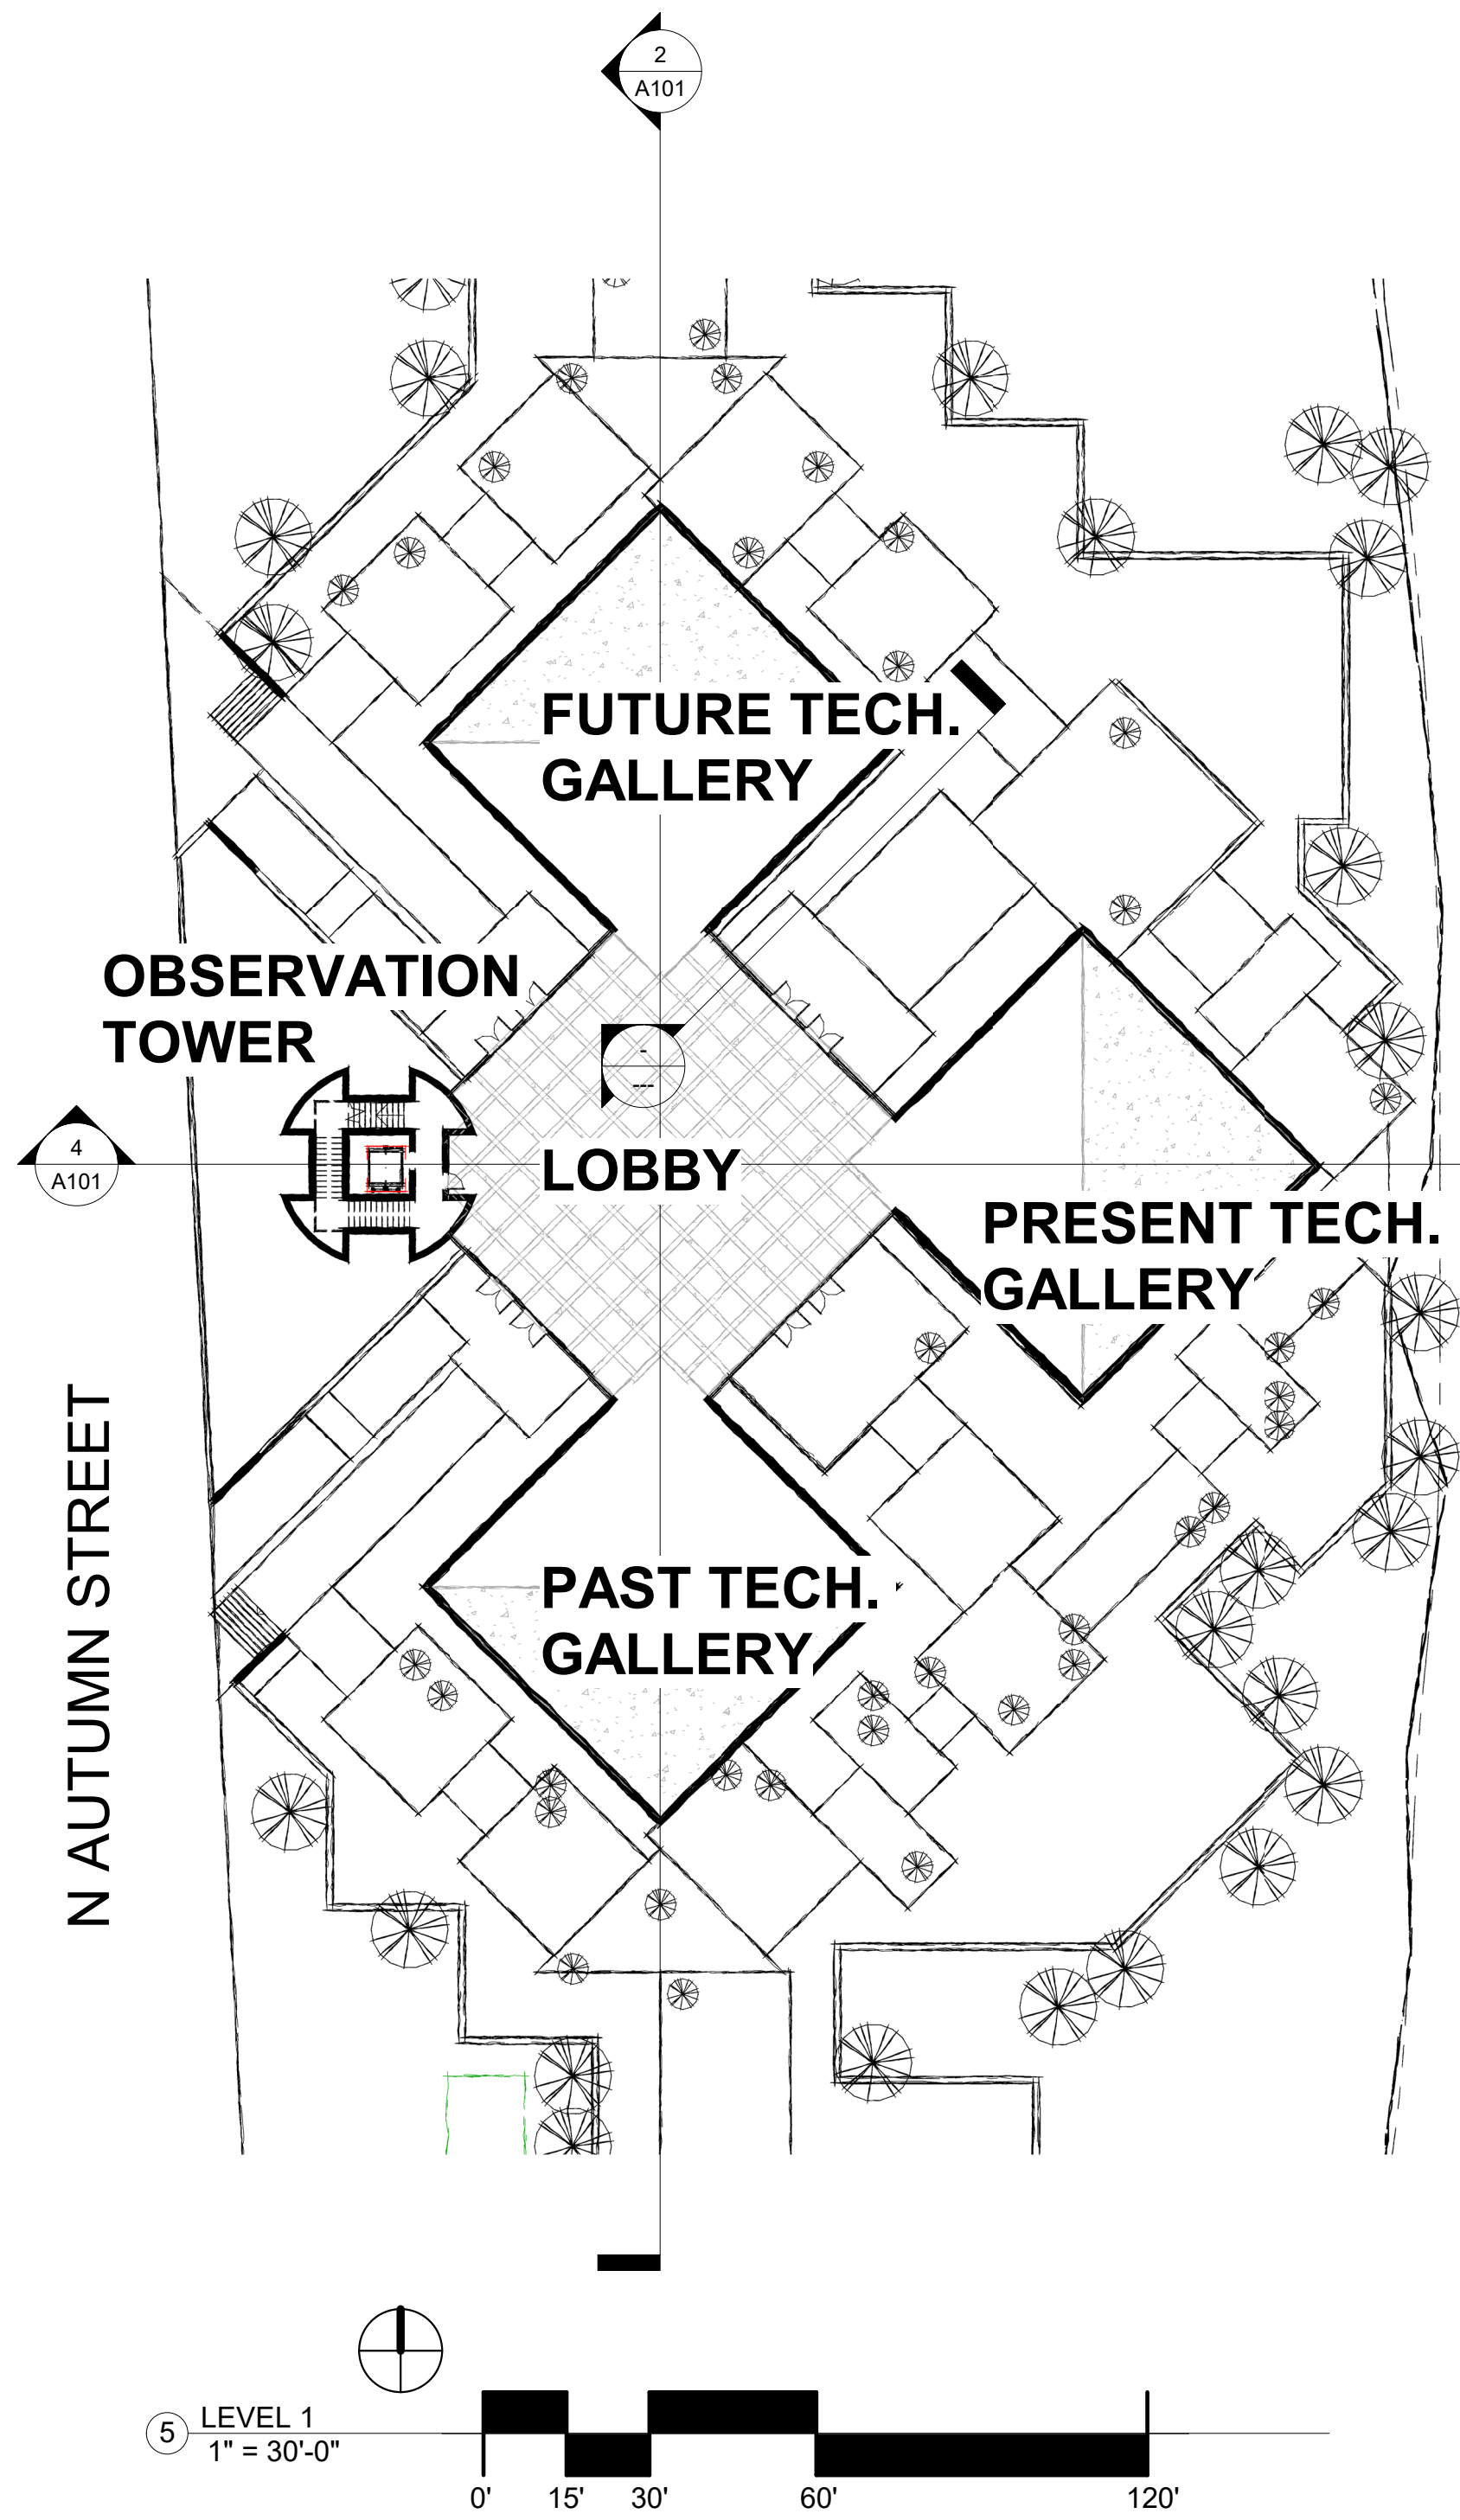 2
A101
FUTURE TECH.
GALLERY
OBSERVATION
TOWER
-
---
4
A101
LOBBY
PRESENT TECH.
GALLERY
N AUTUMN STREET
PAST TECH.
GALLERY
5
LEVEL 1
1" = 30'-0"
0' 15' 30' 60' 120'